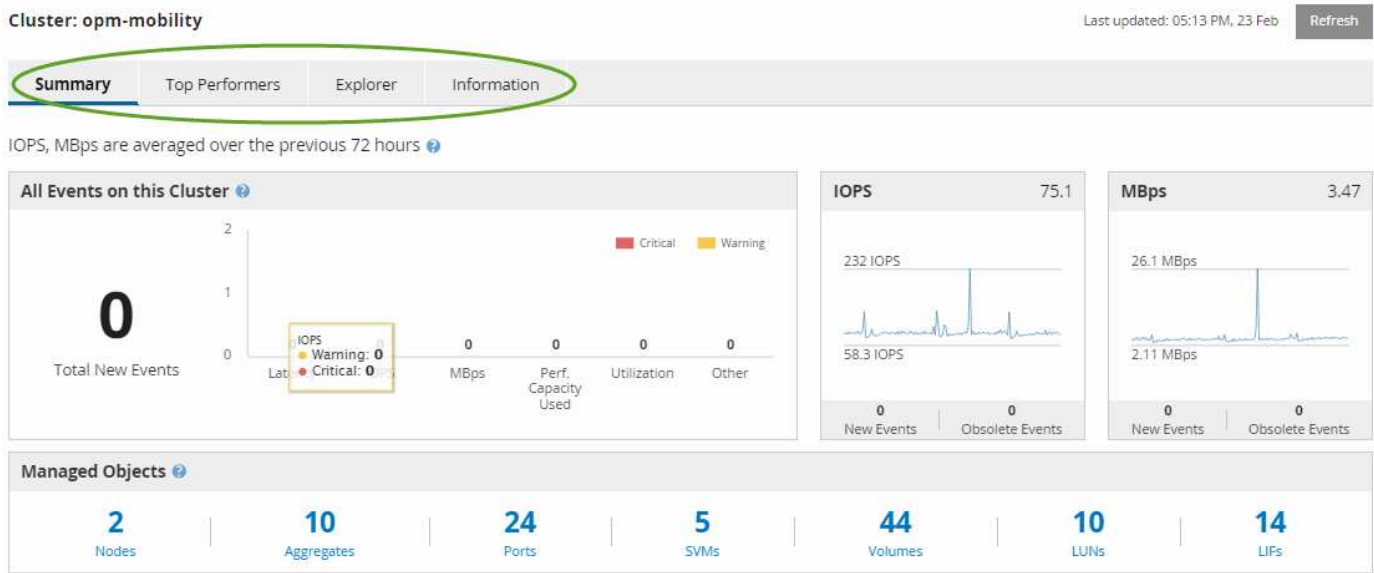 Cluster: opm-mobility
Last updated: 05:13 PM, 23 Feb
Refresh
Summary
Top Performers
Explorer
Information
IOPS, MBps are averaged over the previous 72 hours
All Events on this Cluster
0
Total New Events
2
1
0
Critical
Warning
IOPS
Warning: 0
Critical: 0
0
0
0
0
MBps
Perf.
Capacity
Used
Utilization
Other
IOPS 75.1
232 IOPS
58.3 IOPS
0
New Events
0
Obsolete Events
MBps 3.47
26.1 MBps
2.11 MBps
0
New Events
0
Obsolete Events
Managed Objects
2
Nodes
10
Aggregates
24
Ports
5
SVMs
44
Volumes
10
LUNs
14
LIFs